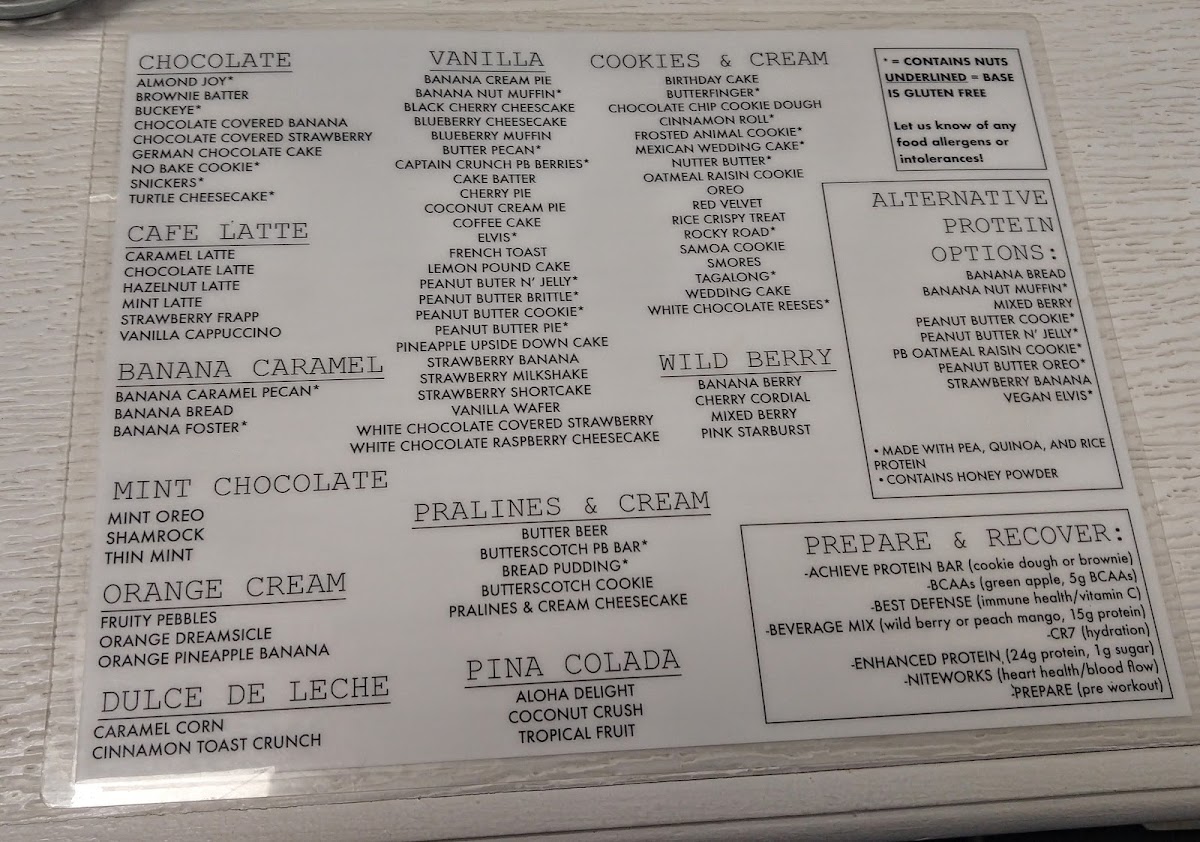 CHOCOLATE
ALMOND JOY*
BROWNIE BATTER
BUCKEYE*
CHOCOLATE COVERED BANANA
CHOCOLATE COVERED STRAWBERRY
GERMAN CHOCOLATE CAKE
NO BAKE COOKIE*
SNICKERS*
TURTLE CHEESECAKE*
CAFE LATTE
CARAMEL LATTE
CHOCOLATE LATTE
HAZELNUT LATTE
MINT LATTE
STRAWBERRY FRAPP
VANILLA CAPPUCCINO
BANANA CARAMEL
BANANA CARAMEL PECAN*
BANANA BREAD
BANANA FOSTER*
MINT CHOCOLATE
MINT OREO
SHAMROCK
THIN MINT
ORANGE CREAM
FRUITY PEBBLES
ORANGE DREAMSICLE
ORANGE PINEAPPLE BANANA
DULCE DE LECHE
CARAMEL CORN
CINNAMON TOAST CRUNCH
VANILLA
BANANA CREAM PIE
BANANA NUT MUFFIN*
BLACK CHERRY CHEESCAKE
BLUEBERRY CHEESECAKE
BLUEBERRY MUFFIN
BUTTER PECAN*
CAPTAIN CRUNCH PB BERRIES*
CAKE BATTER
CHERRY PIE
COCONUT CREAM PIE
COFFEE CAKE
ELVIS*
FRENCH TOAST
LEMON POUND CAKE
PEANUT BUTER N' JELLY*
PEANUT BUTTER BRITTLE*
PEANUT BUTTER COOKIE*
PEANUT BUTTER PIE*
PINEAPPLE UPSIDE DOWN CAKE
STRAWBERRY BANANA
STRAWBERRY MILKSHAKE
STRAWBERRY SHORTCAKE
VANILLA WAFER
WHITE CHOCOLATE COVERED STRAWBERRY
WHITE CHOCOLATE RASPBERRY CHEESECAKE
PRALINES & CREAM
BUTTER BEER
BUTTERSCOTCH PB BAR*
BREAD PUDDING*
BUTTERSCOTCH COOKIE
PRALINES & CREAM CHEESECAKE
PINA COLADA
ALOHA DELIGHT
COCONUT CRUSH
TROPICAL FRUIT
COOKIES & CREAM
BIRTHDAY CAKE
BUTTERFINGER*
CHOCOLATE CHIP COOKIE DOUGH
CINNAMON ROLL*
FROSTED ANIMAL COOKIE*
MEXICAN WEDDING CAKE*
NUTTER BUTTER*
OATMEAL RAISIN COOKIE
OREO
RED VELVET
RICE CRISPY TREAT
ROCKY ROAD*
SAMOA COOKIE
SMORES
TAGALONG*
WEDDING CAKE
WHITE CHOCOLATE REESES*
WILD BERRY
BANANA BERRY
CHERRY CORDIAL
MIXED BERRY
PINK STARBURST
* = CONTAINS NUTS
UNDERLINED = BASE
IS GLUTEN FREE
Let us know of any
food allergens or
intolerances!
ALTERNATIVE
PROTEIN
OPTIONS:
BANANA BREAD
BANANA NUT MUFFIN*
MIXED BERRY
PEANUT BUTTER COOKIE*
PEANUT BUTTER N' JELLY*
PB OATMEAL RAISIN COOKIE*
PEANUT BUTTER OREO*
STRAWBERRY BANANA
VEGAN ELVIS*
• MADE WITH PEA, QUINOA, AND RICE
PROTEIN
• CONTAINS HONEY POWDER
PREPARE & RECOVER:
-ACHIEVE PROTEIN BAR (cookie dough or brownie)
-BCAAs (green apple, 5g BCAAs)
-BEST DEFENSE (immune health/vitamin C)
-BEVERAGE MIX (wild berry or peach mango, 15g protein)
-CR7 (hydration)
-ENHANCED PROTEIN (24g protein, 1g sugar)
-NITEWORKS (heart health/blood flow)
-PREPARE (pre workout)